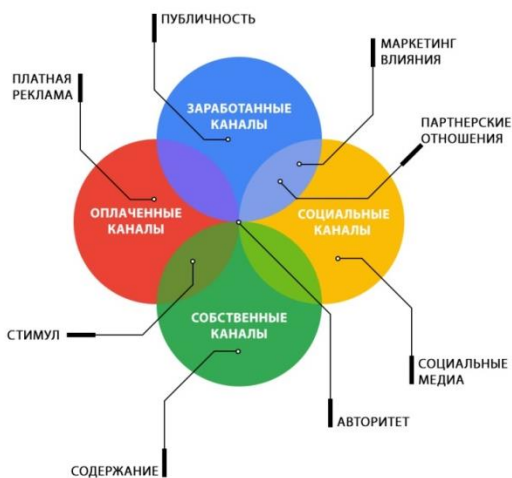 ПУБЛИЧНОСТЬ
МАРКЕТИНГ
ВЛИЯНИЯ
ПЛАТНАЯ
РЕКЛАМА
ЗАРАБОТАННЫЕ
КАНАЛЫ
ПАРТНЕРСКИЕ
ОТНОШЕНИЯ
ОПЛАЧЕННЫЕ
КАНАЛЫ
СОЦИАЛЬНЫЕ
КАНАЛЫ
СОБСТВЕННЫЕ
КАНАЛЫ
СТИМУЛ
СОЦИАЛЬНЫЕ
МЕДИА
АВТОРИТЕТ
СОДЕРЖАНИЕ